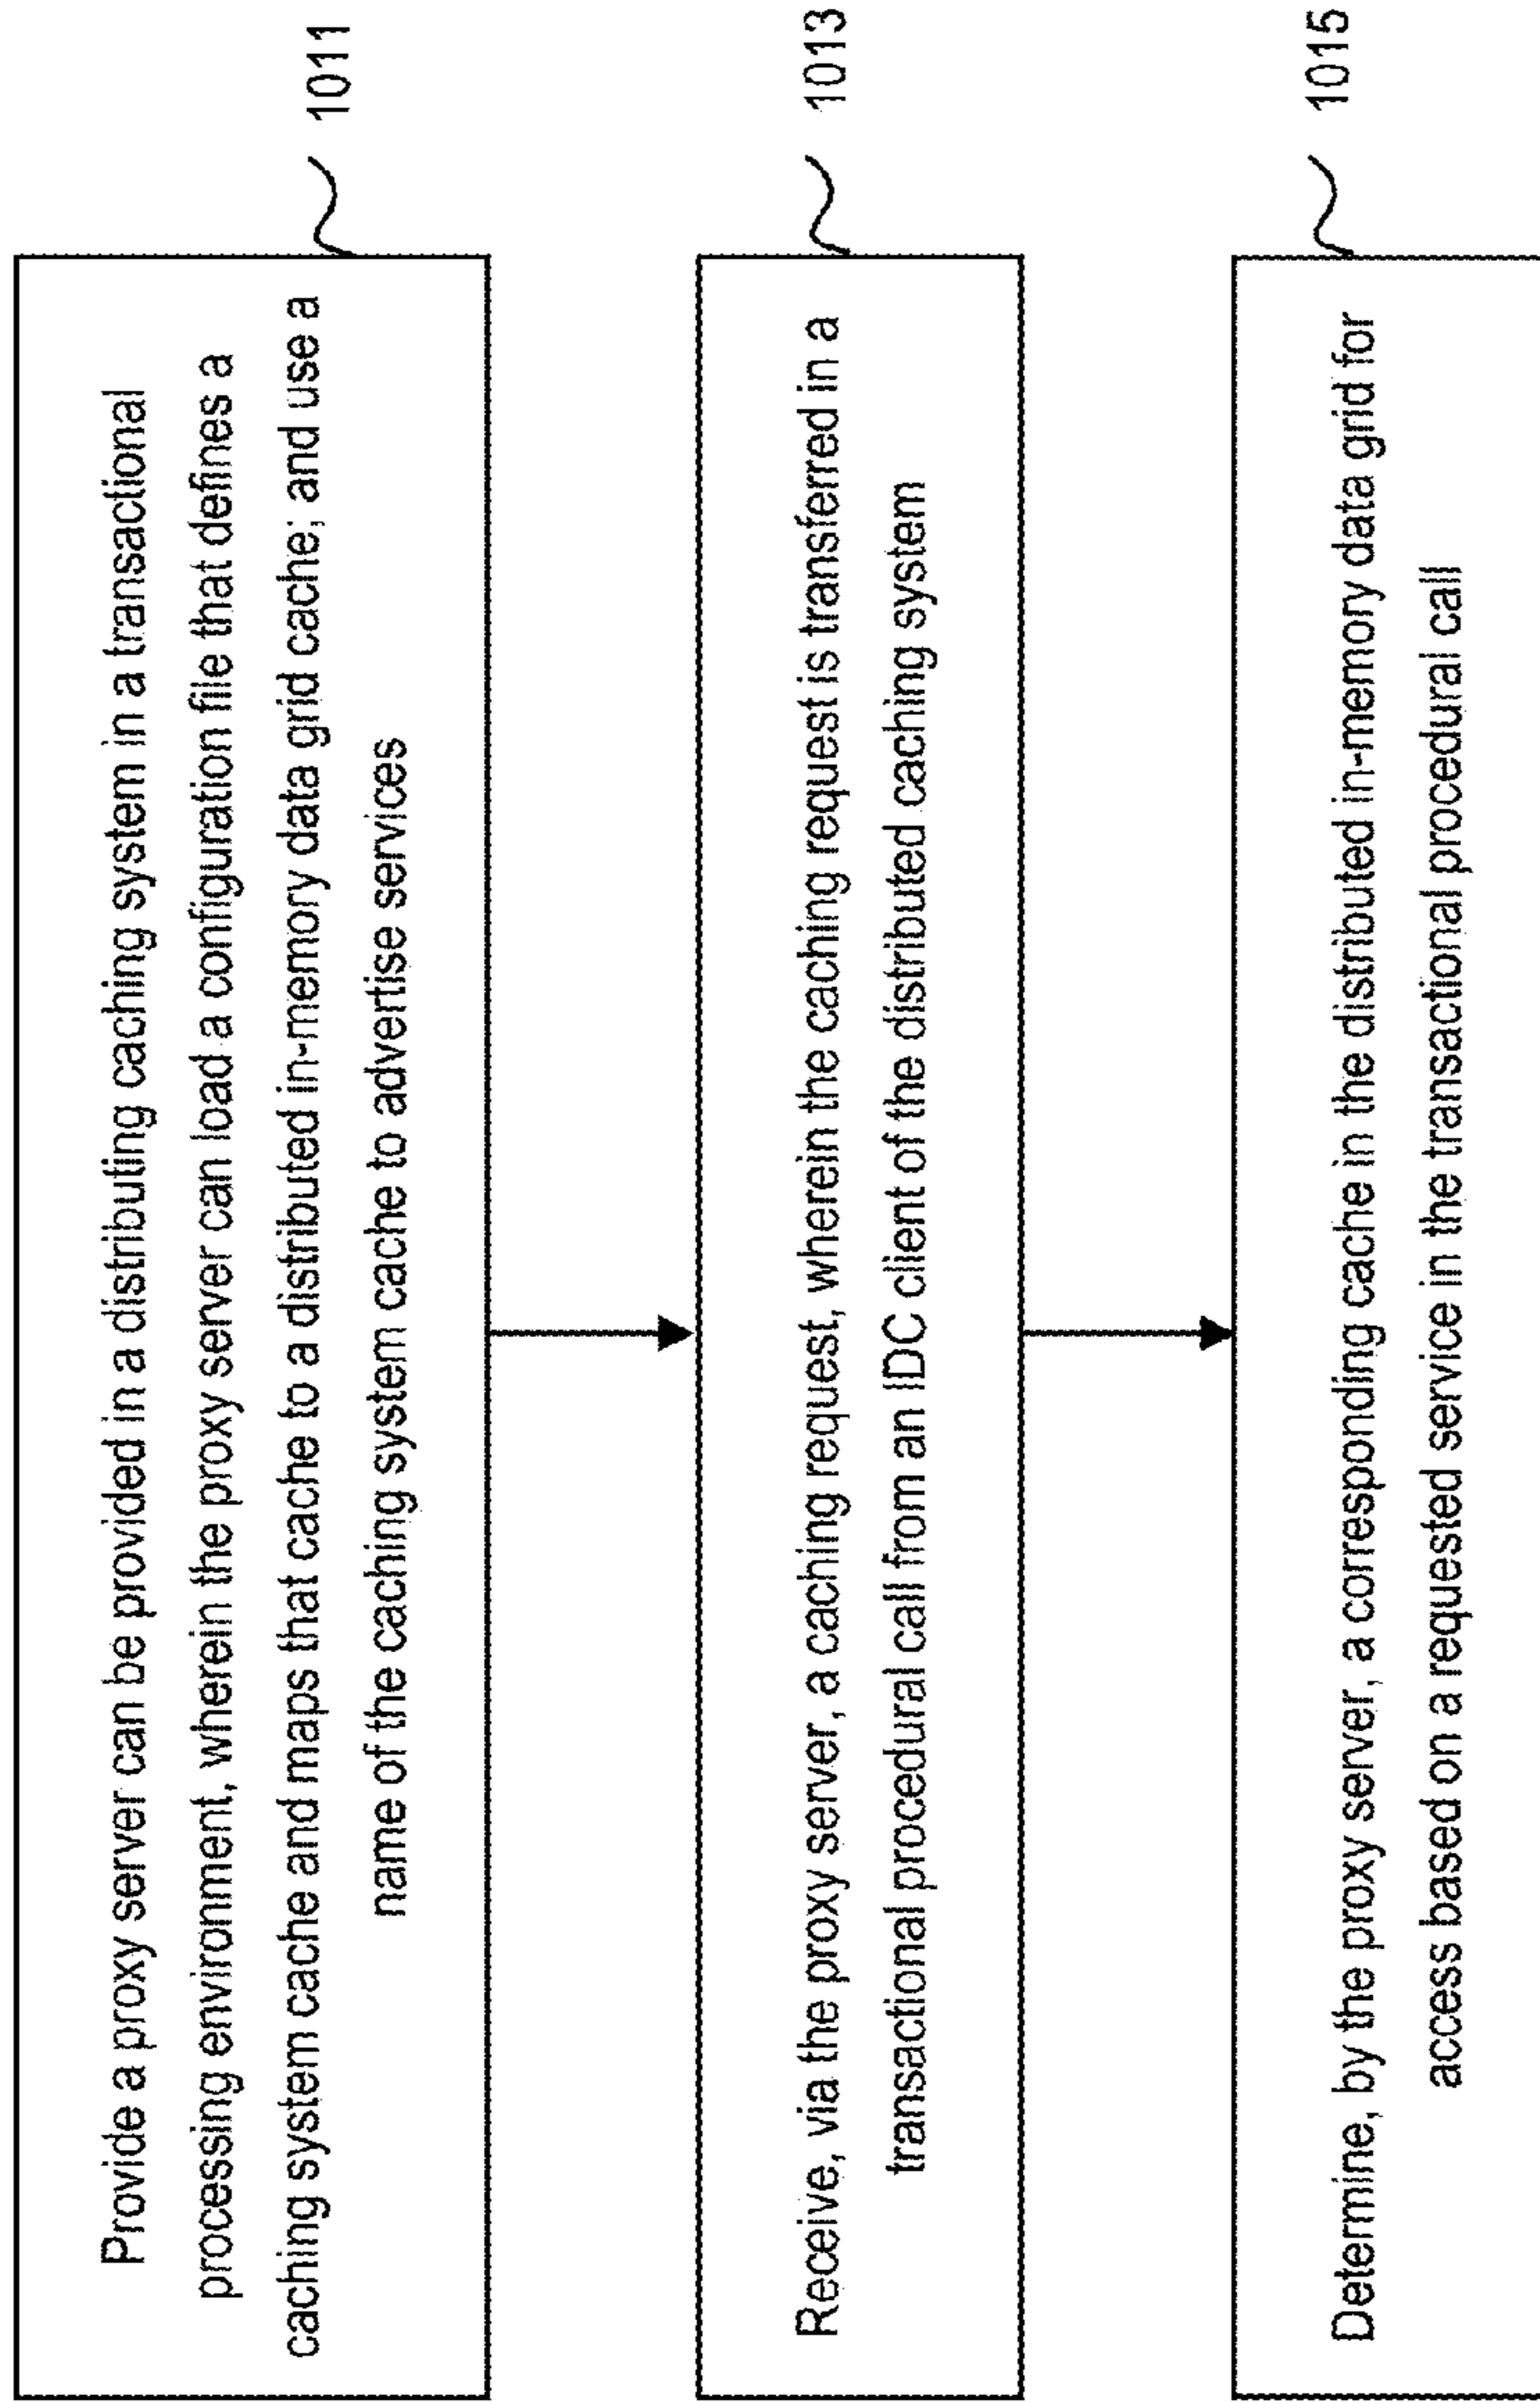 Provide a proxy server can be provided in a distributing caching system in a transactional
processing environment, wherein the proxy server can load a configuration file that defines a
caching system cache and maps that cache to a distributed in-memory data grid cache; and use a
name of the caching system cache to advertise services
1011
Receive, via the proxy server, a caching request, wherein the caching request is transferred in a
transactional procedural call from an IDC client of the distributed caching system
1013
Determine, by the proxy server, a corresponding cache in the distributed in-memory data grid for
access based on a requested service in the transactional procedural call
1015